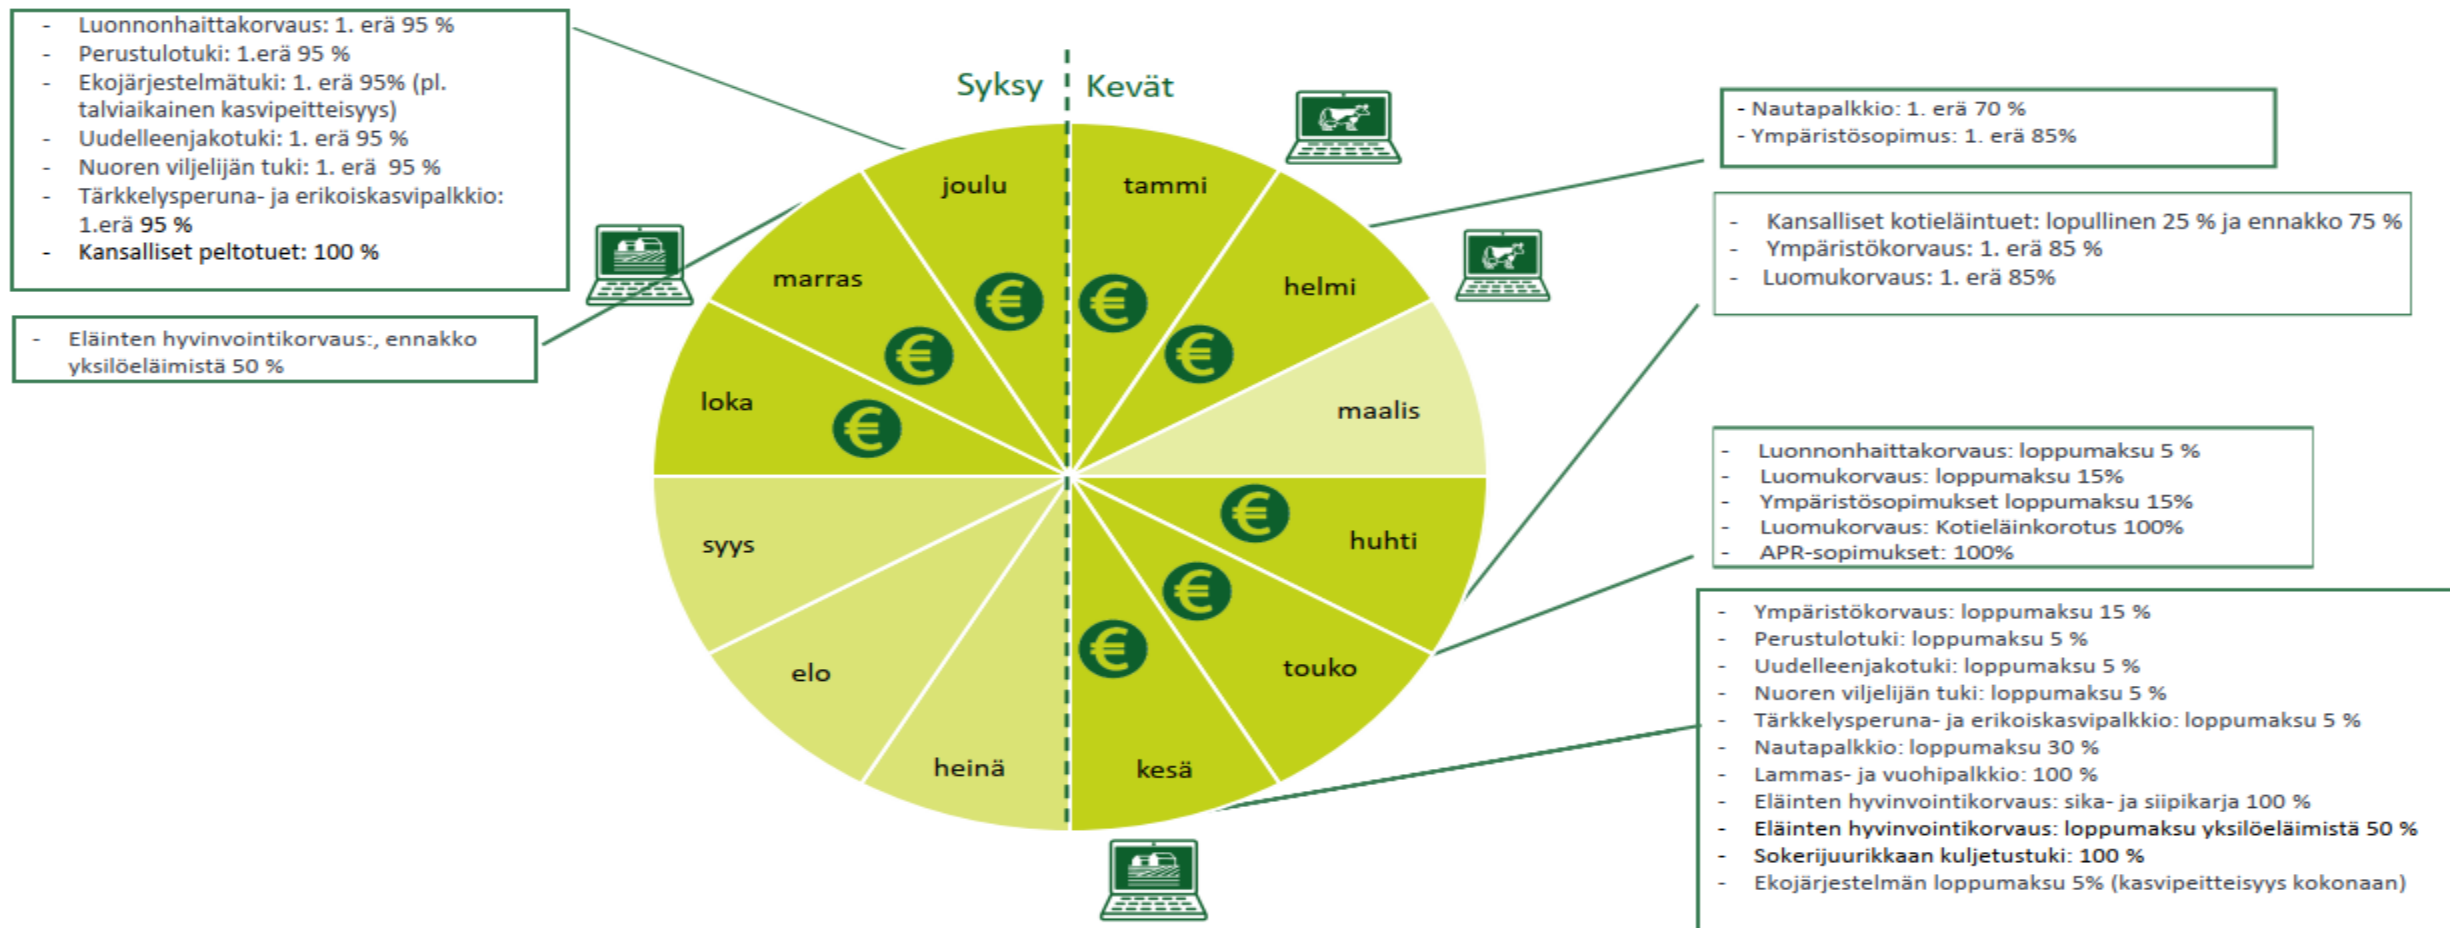 - Luonnonhaittakorvaus: 1. erä 95 %
- Perustulotuki: 1.erä 95 %
- Ekojärjestelmätuki: 1. erä 95% (pl.
talviaikainen kasvipeitteisyys)
- Uudelleenjakotuki: 1. erä 95 %
- Nuoren viljelijän tuki: 1. erä 95 %
- Tärkkelysperuna- ja erikoiskasvipalkkio:
1.erä 95 %
- Kansalliset peltotuet: 100 %
- Eläinten hyvinvointikorvaus:, ennakko
yksilöeläimistä 50 %
Syksy
Kevät
joulu
tammi
marras
helmi
loka
maalis
syys
huhti
elo
touko
heinä
kesä
€
€
€
€
€
€
€
€
- Nautapalkkio: 1. erä 70 %
- Ympäristösopimus: 1. erä 85%
- Kansalliset kotieläintuet: lopullinen 25 % ja ennakko 75 %
- Ympäristökorvaus: 1. erä 85 %
- Luomukorvaus: 1. erä 85%
- Luonnonhaittakorvaus: loppumaksu 5 %
- Luomukorvaus: loppumaksu 15%
- Ympäristösopimukset loppumaksu 15%
- Luomukorvaus: Kotieläinkorotus 100%
- APR-sopimukset: 100%
- Ympäristökorvaus: loppumaksu 15 %
- Perustulotuki: loppumaksu 5 %
- Uudelleenjakotuki: loppumaksu 5 %
- Nuoren viljelijän tuki: loppumaksu 5 %
- Tärkkelysperuna- ja erikoiskasvipalkkio: loppumaksu 5 %
- Nautapalkkio: loppumaksu 30 %
- Lammas- ja vuohipalkkio: 100 %
- Eläinten hyvinvointikorvaus: sika- ja siipikarja 100 %
- Eläinten hyvinvointikorvaus: loppumaksu yksilöeläimistä 50 %
- Sokerijuurikkaan kuljetustuki: 100 %
- Ekojärjestelmän loppumaksu 5% (kasvipeitteisyys kokonaan)